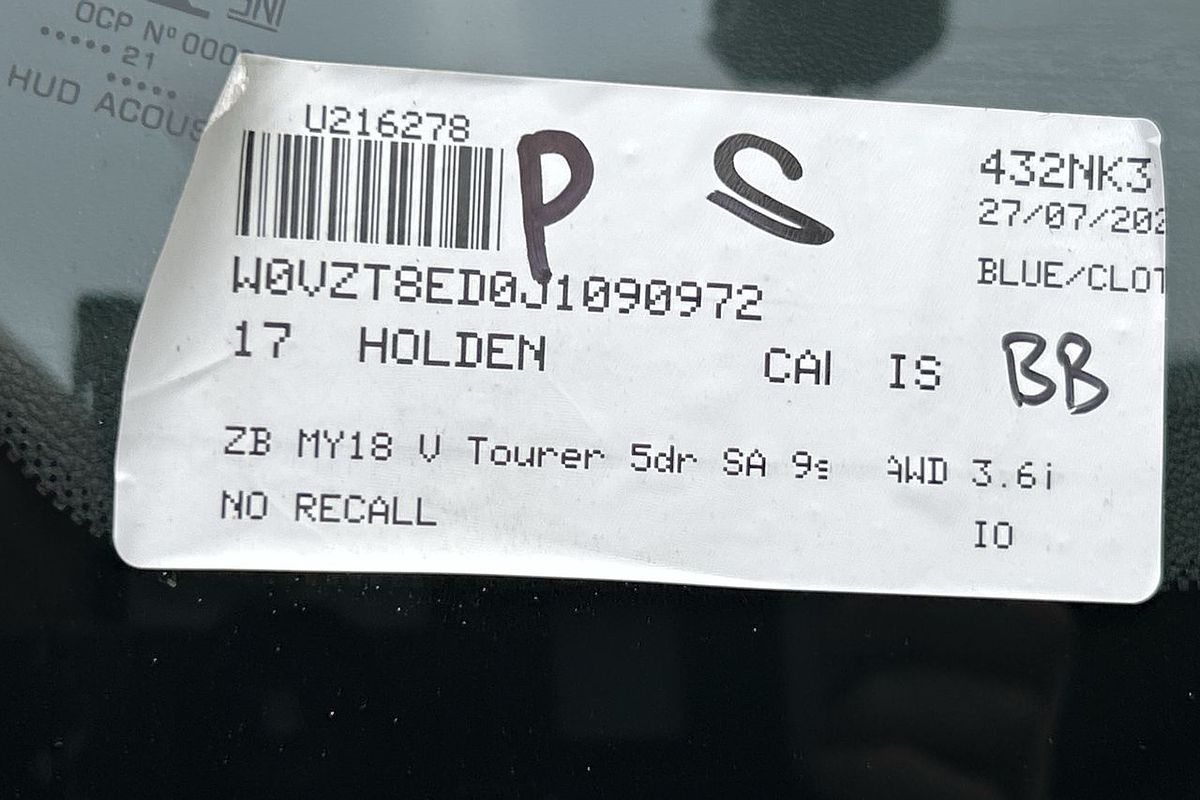 OCP Nº 000
21
HUD ACOUS
U216278
P S
432NK3
27/07/202
BLUE/CLOT
W0VZT8ED0J1090972
17 HOLDEN CAI IS BB
ZB MY18 V Tourer 5dr SA 9s AWD 3.6i
NO RECALL IO